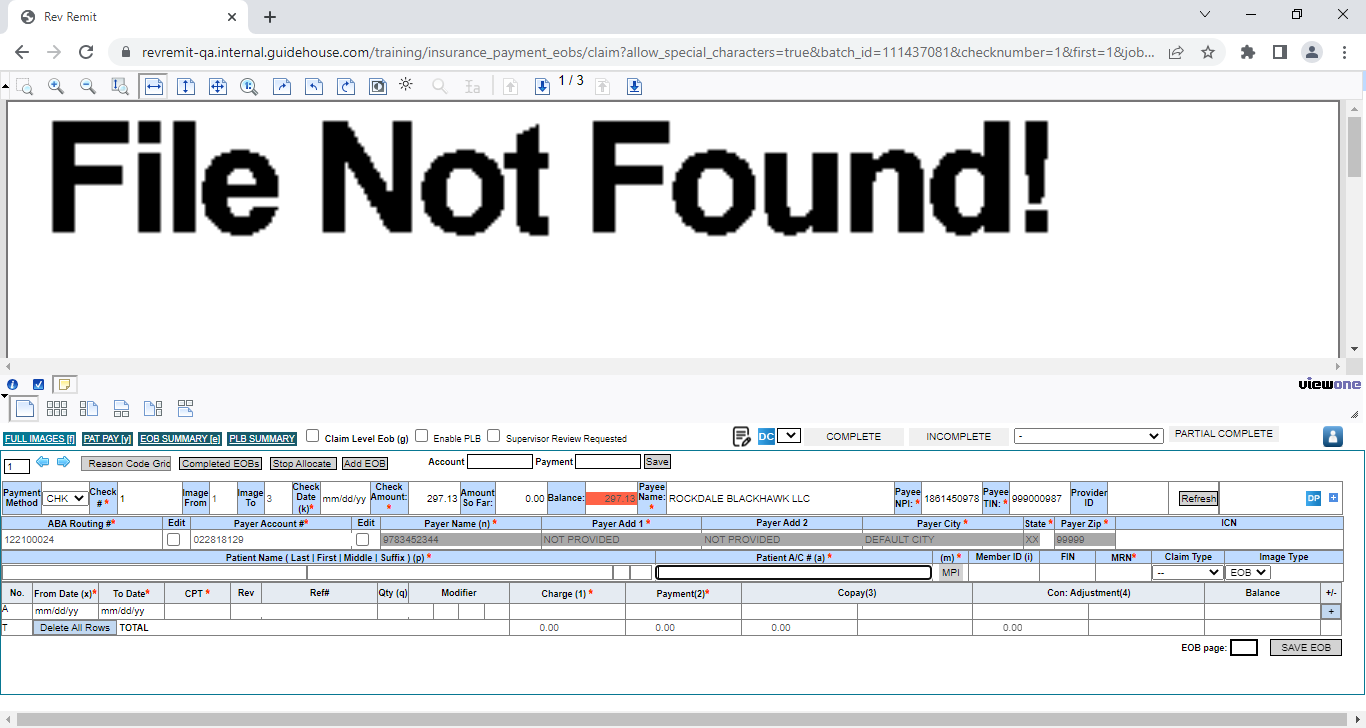 Rev Remit
revremit-qa.internal.guidehouse.com/training/insurance_payment_eobs/claim?allow_special_characters=true&batch_id=111437081&checknumber=1&first=1&job...
Ia 1 / 3
File Not Found!
viewone
FULL IMAGES [f] PAT PAY [y] EOB SUMMARY [e] PLB SUMMARY Claim Level Eob (g) Enable PLB Supervisor Review Requested DC COMPLETE INCOMPLETE - PARTIAL COMPLETE
1 Reason Code Grid Completed EOBs Stop Allocate Add EOB Account Payment Save
Payment Method CHK Check # * 1 Image From 1 Image To 3 Check Date (k)* mm/dd/yy Check Amount: * 297.13 Amount So Far: 0.00 Balance: 297.13 Payee Name: * ROCKDALE BLACKHAWK LLC Payee NPI: * 1861450978 Payee TIN: * 999000987 Provider ID Refresh DP
ABA Routing #* Edit Payer Account #* Edit Payer Name (n) * Payer Add 1 * Payer Add 2 Payer City * State * Payer Zip * ICN
122100024 022818129 9783452344 NOT PROVIDED NOT PROVIDED DEFAULT CITY XX 99999
Patient Name ( Last | First | Middle | Suffix ) (p) * Patient A/C # (a) * (m) * Member ID (i) FIN MRN* Claim Type Image Type
MPI -- EOB
No. From Date (x)* To Date* CPT * Rev Ref# Qty (q) Modifier Charge (1) * Payment(2)* Copay(3) Con: Adjustment(4) Balance +/-
A mm/dd/yy mm/dd/yy +
T Delete All Rows TOTAL 0.00 0.00 0.00 0.00
EOB page: SAVE EOB